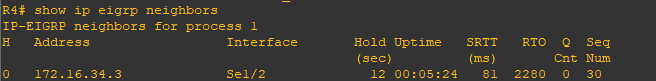 R4# show ip eigrp neighbors
IP-EIGRP neighbors for process 1
H   Address                 Interface       Hold Uptime   SRTT   RTO  Q  Seq
                                            (sec)         (ms)       Cnt Num
0   172.16.34.3             Se1/2             12 00:05:24   81  2280  0  30